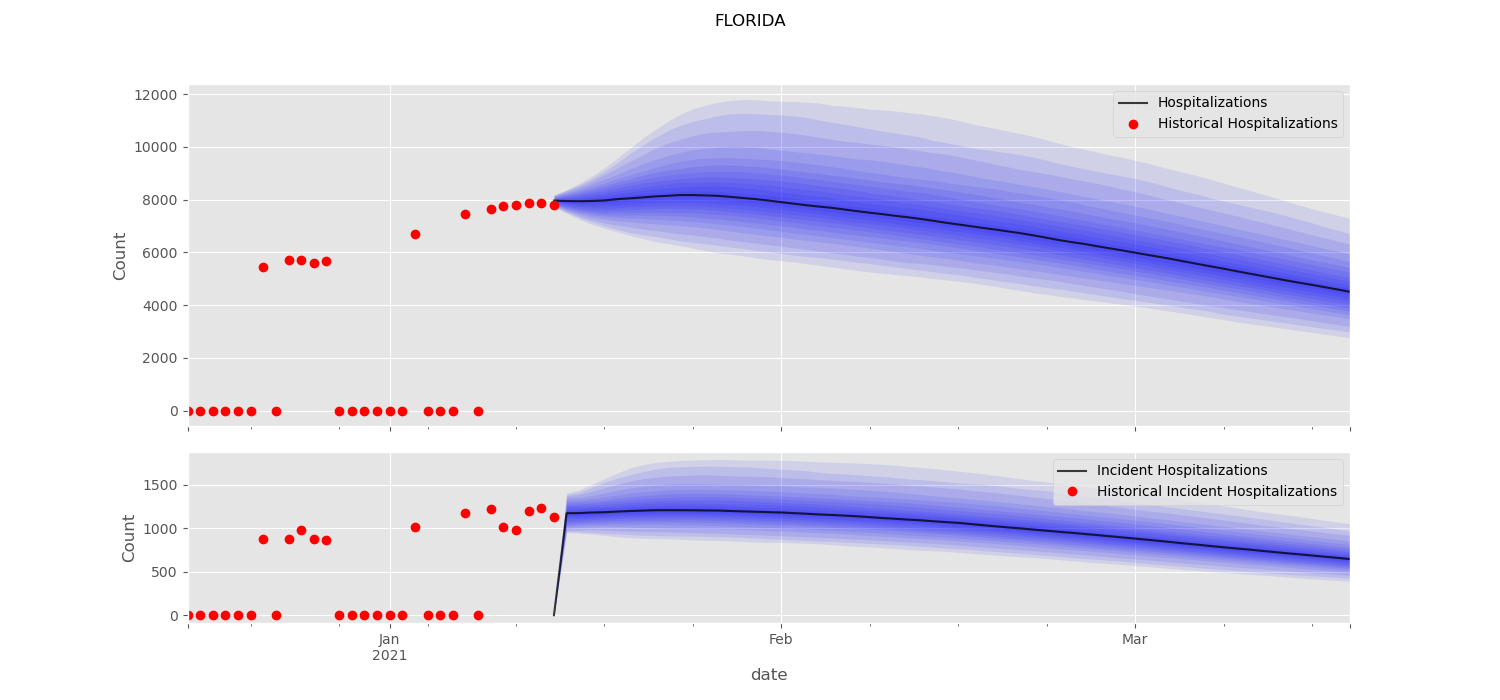 FLORIDA
12000
10000
8000
6000
4000
2000
0
Count
Hospitalizations
Historical Hospitalizations
1500
1000
500
0
Count
Incident Hospitalizations
Historical Incident Hospitalizations
Jan
2021
Feb
Mar
date